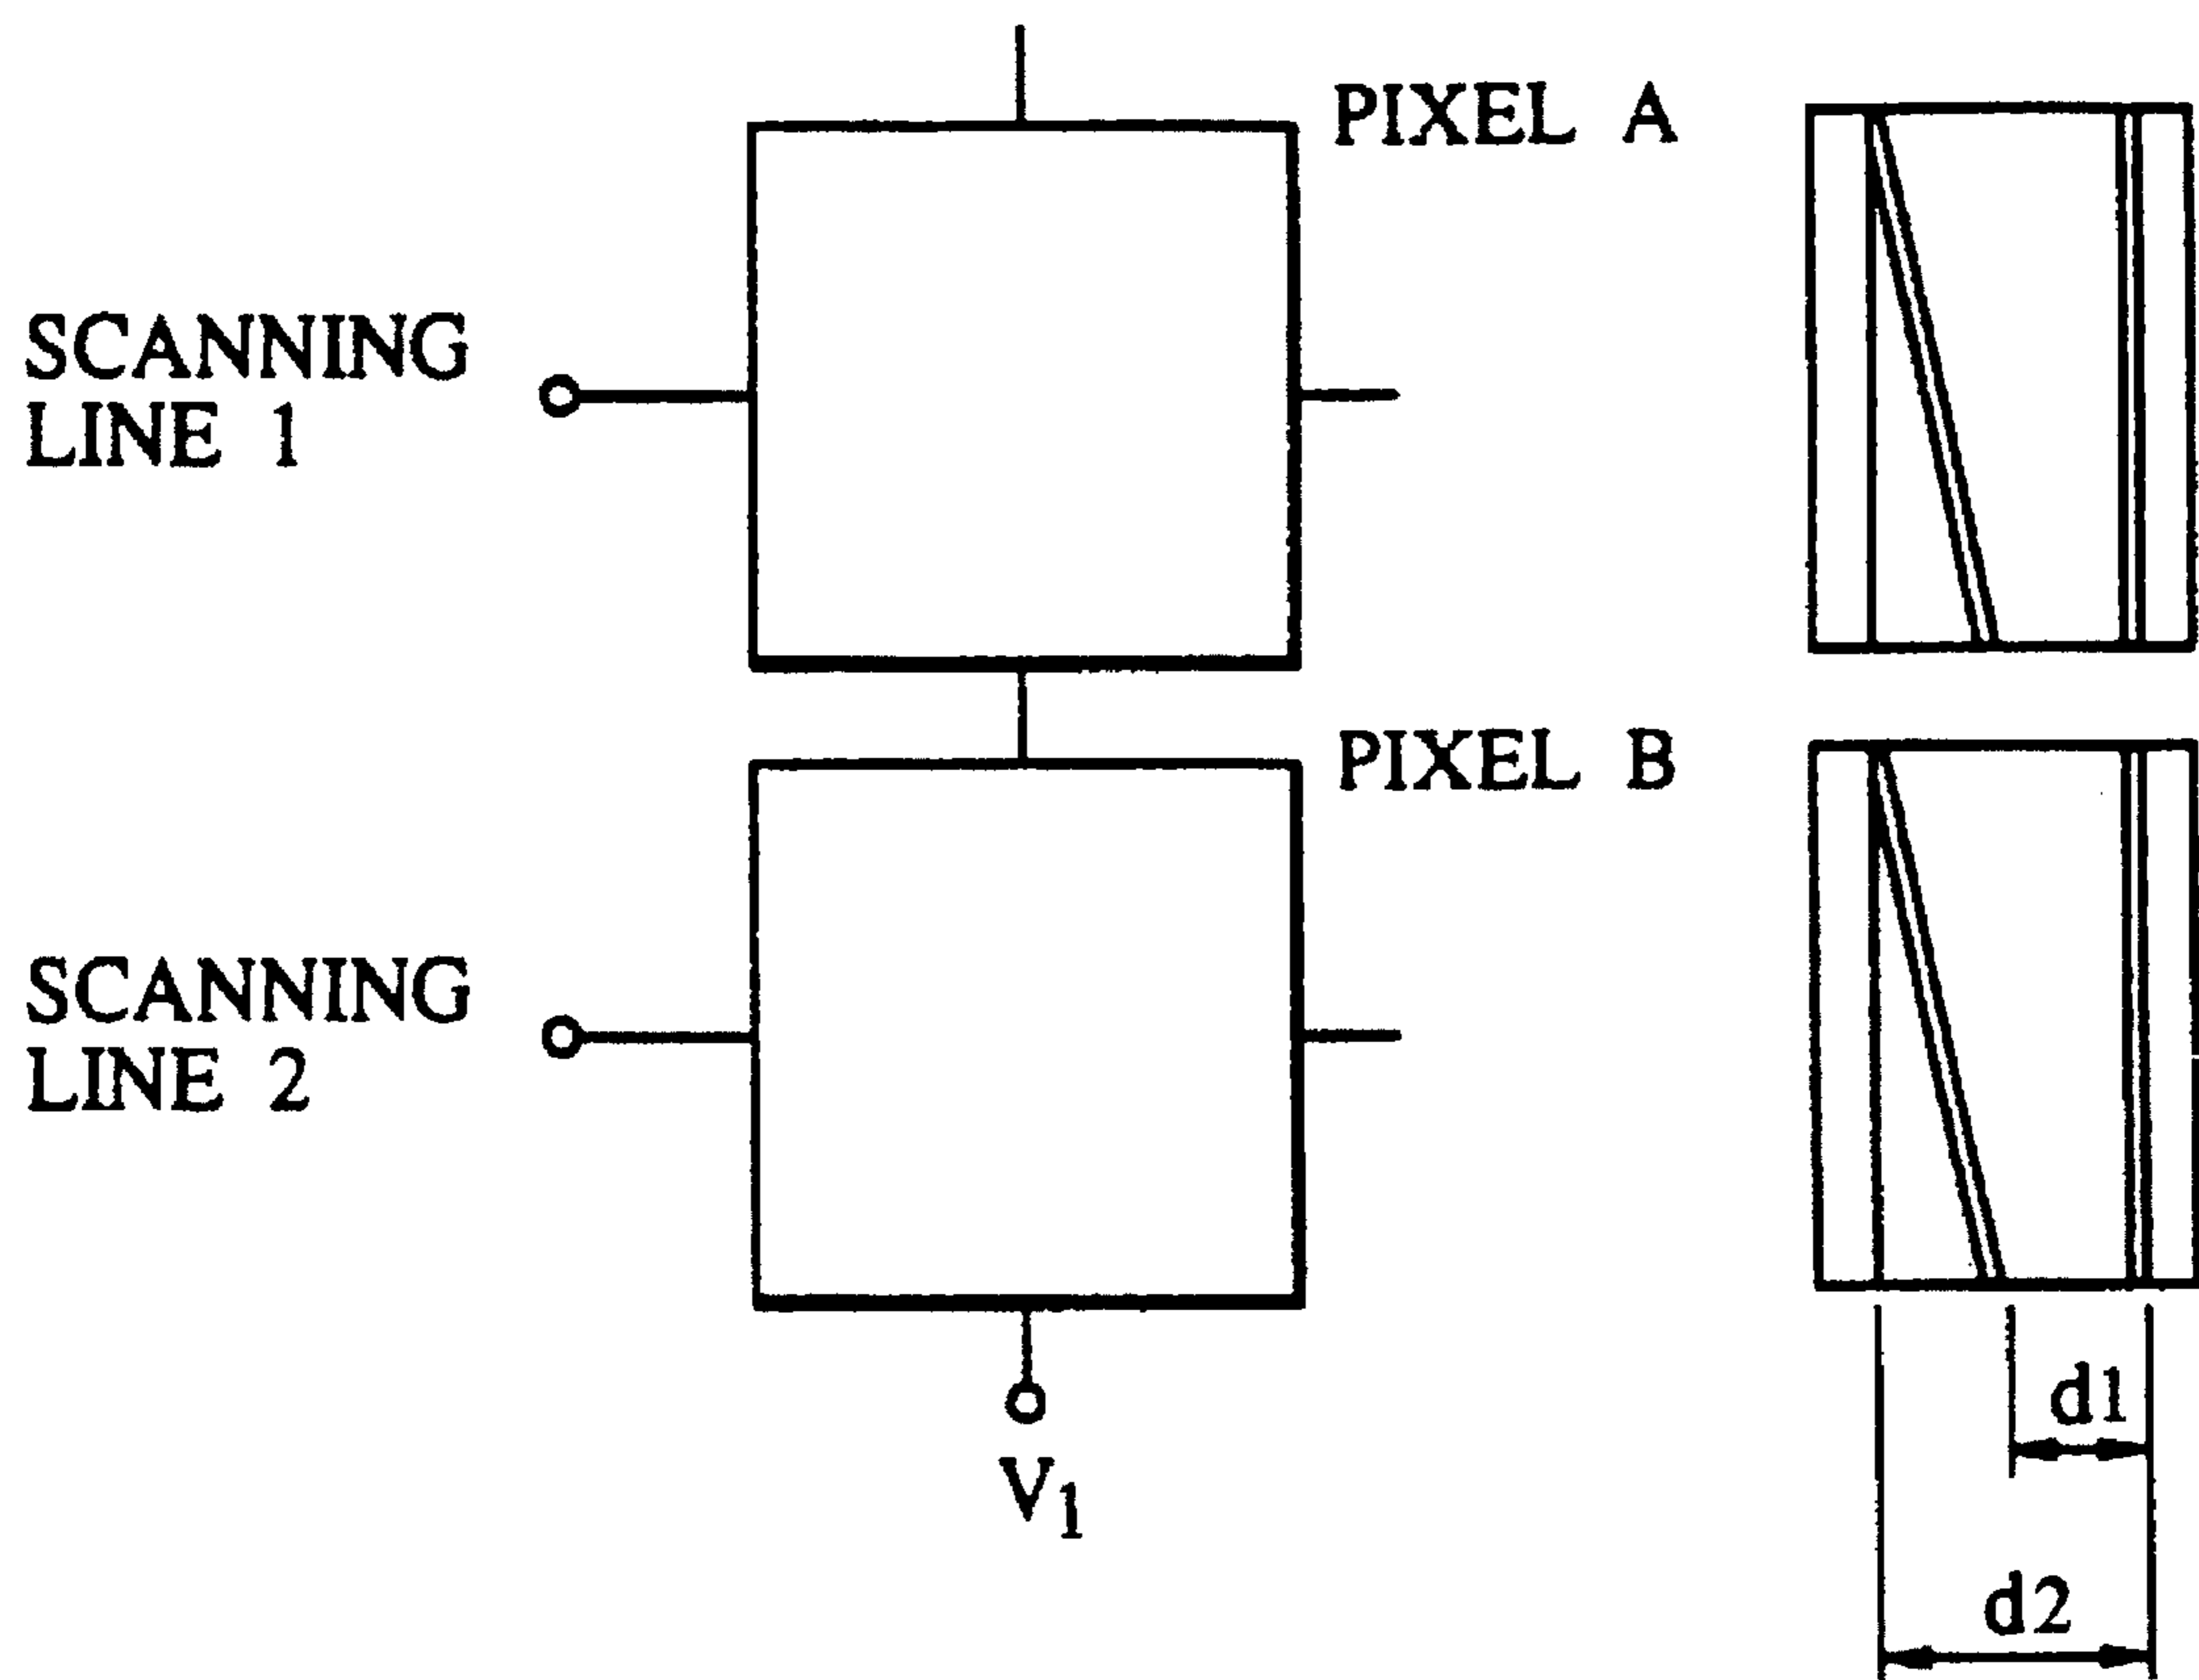 PIXEL A
SCANNING
LINE 1
PIXEL B
SCANNING
LINE 2
d1
V1
d2